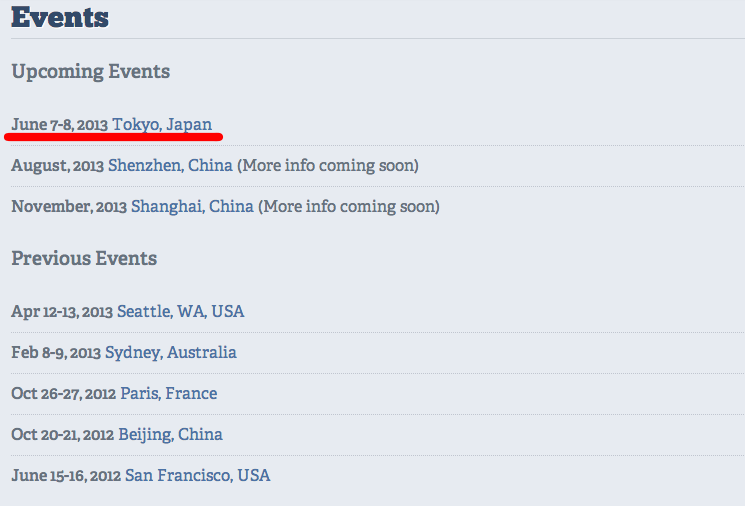 Events
Upcoming Events
June 7-8, 2013 Tokyo, Japan
August, 2013 Shenzhen, China (More info coming soon)
November, 2013 Shanghai, China (More info coming soon)
Previous Events
Apr 12-13, 2013 Seattle, WA, USA
Feb 8-9, 2013 Sydney, Australia
Oct 26-27, 2012 Paris, France
Oct 20-21, 2012 Beijing, China
June 15-16, 2012 San Francisco, USA